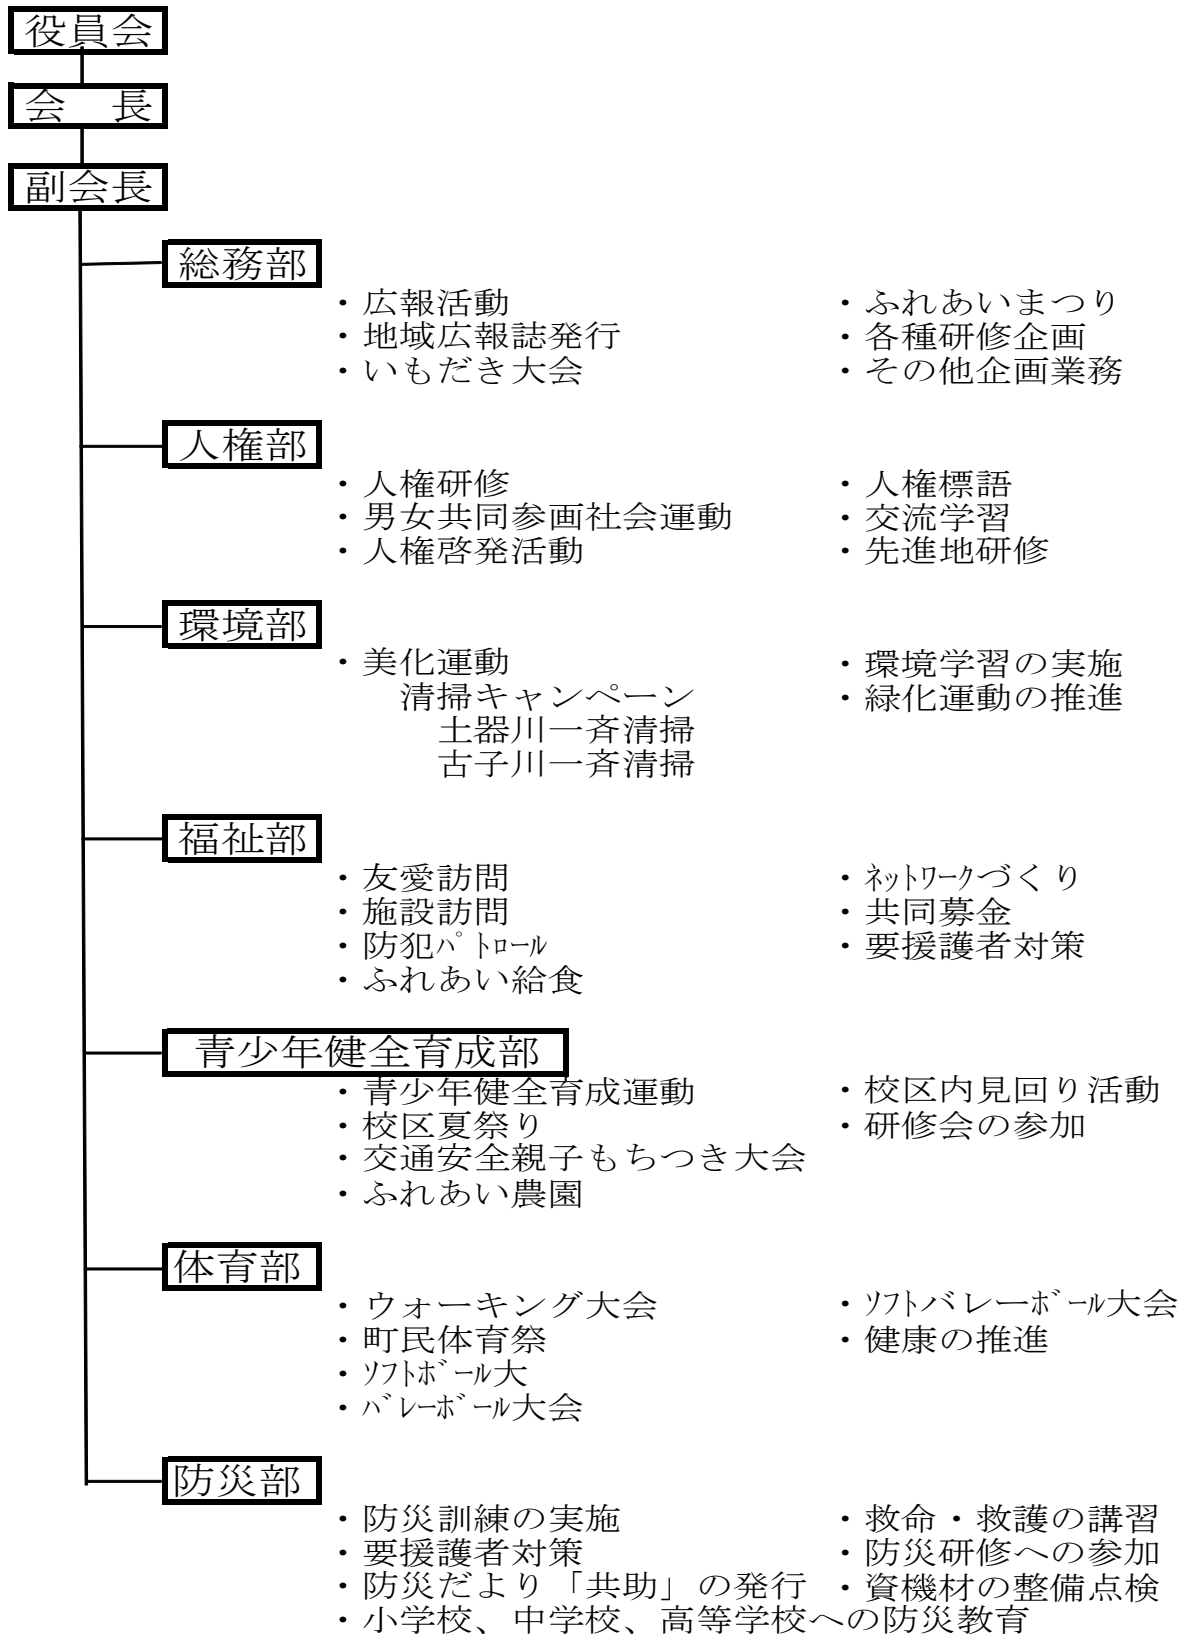 役員会
会　長
副会長
総務部
・広報活動
・地域広報誌発行
・いもだき大会
・ふれあいまつり
・各種研修企画
・その他企画業務
人権部
・人権研修
・男女共同参画社会運動
・人権啓発活動
・人権標語
・交流学習
・先進地研修
環境部
・美化運動
清掃キャンペーン
土器川一斉清掃
古子川一斉清掃
・環境学習の実施
・緑化運動の推進
福祉部
・友愛訪問
・施設訪問
・防犯ﾊﾟﾄﾛｰﾙ
・ふれあい給食
・ﾈｯﾄﾜｰｸづくり
・共同募金
・要援護者対策
青少年健全育成部
・青少年健全育成運動
・校区夏祭り
・交通安全親子もちつき大会
・ふれあい農園
・校区内見回り活動
・研修会の参加
体育部
・ウォーキング大会
・町民体育祭
・ｿﾌﾄﾎﾞｰﾙ大
・ﾊﾞﾚｰﾎﾞｰﾙ大会
・ｿﾌﾄバレーﾎﾞｰﾙ大会
・健康の推進
防災部
・防災訓練の実施
・要援護者対策
・防災だより「共助」の発行
・小学校、中学校、高等学校への防災教育
・救命・救護の講習
・防災研修への参加
・資機材の整備点検